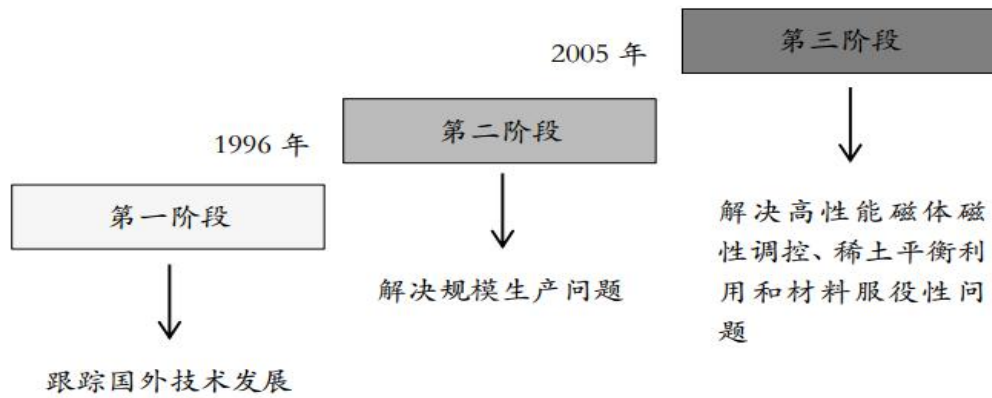 第三阶段
2005 年
第二阶段
1996 年
第一阶段
解决高性能磁体磁
性调控、稀土平衡利
用和材料服役性问
题
解决规模生产问题
跟踪国外技术发展